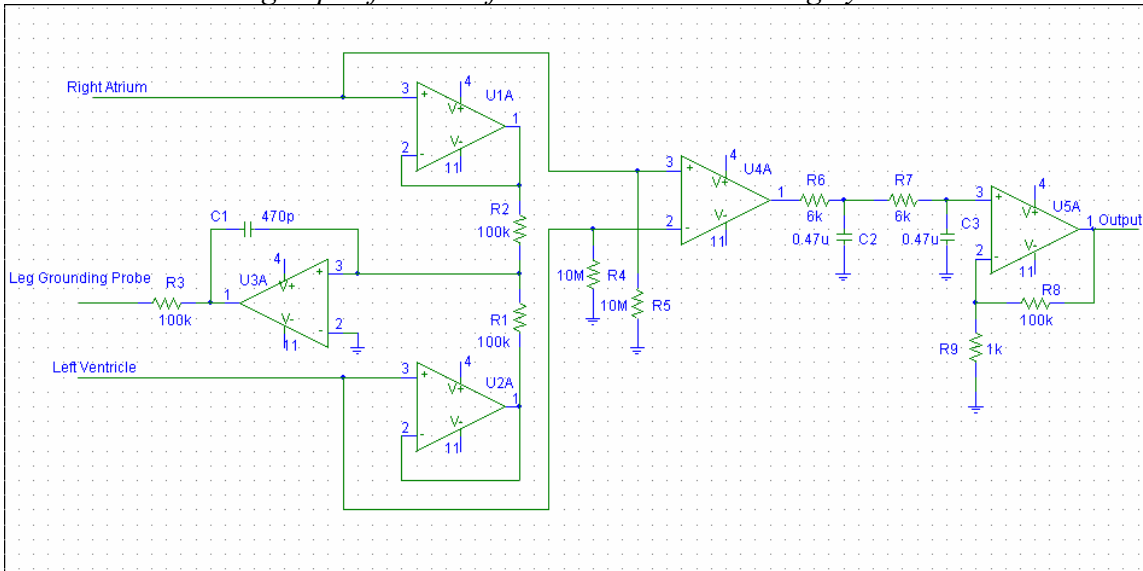 Right Atrium
3
+
4
V+
U1A
1
V-
2
-
11
R2
100k
C1
470p
Leg Grounding Probe
R3
100k
1
U3A
4
V+
+
3
V-
-
2
11
R1
100k
Left Ventricle
3
+
4
V+
U2A
1
V-
2
-
11
10M
R4
10M
R5
3
+
4
V+
U4A
1
V-
2
-
11
R6
6k
0.47u
C2
R7
6k
0.47u
C3
3
+
4
V+
U5A
1
Output
V-
2
-
11
R8
100k
R9
1k